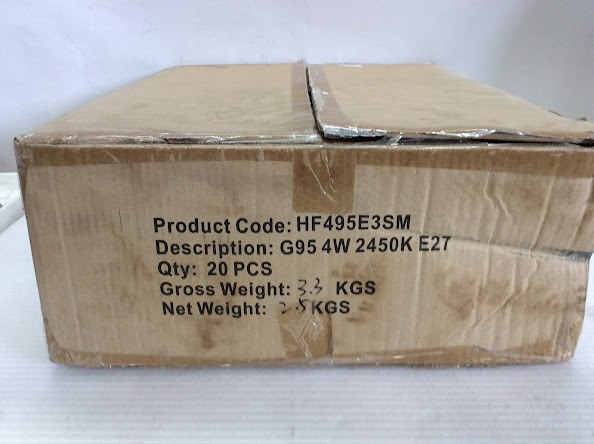 Product Code: HF495E3SM
Description: G95 4W 2450K E27
Qty: 20 PCS
Gross Weight: 3.3 KGS
Net Weight: 2.5 KGS